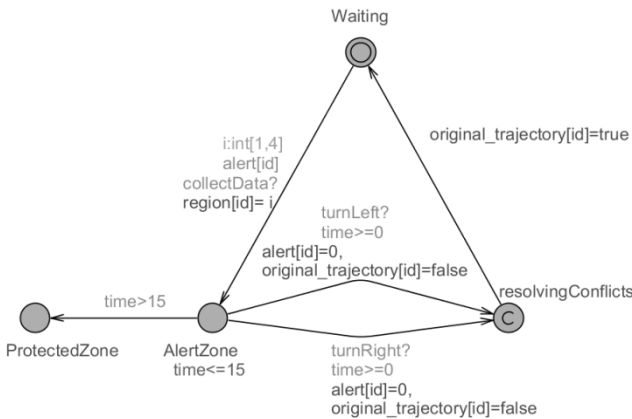 Waiting
original_trajectory[id]=true
i:int[1,4]
alert[id]
collectData?
region[id]= i
turnLeft?
time>=0
alert[id]=0,
original_trajectory[id]=false
resolvingConflicts
C
time>15
ProtectedZone
AlertZone
time<=15
turnRight?
time>=0
alert[id]=0,
original_trajectory[id]=false